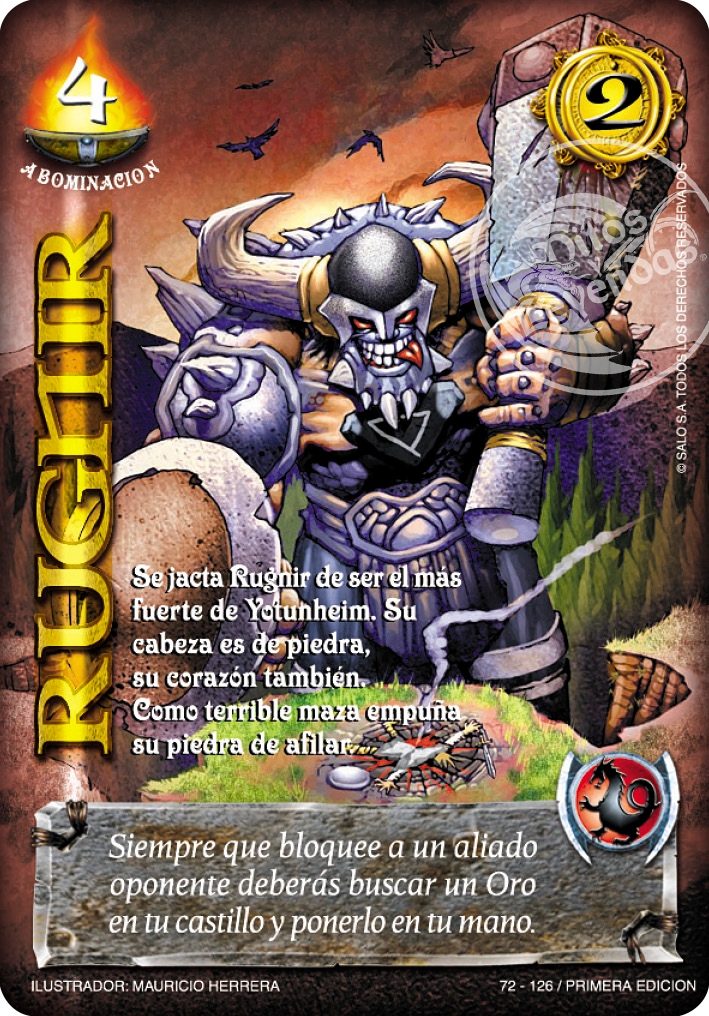 4
2
ABOMINACION
RUGNIR
© SALO S.A. TODOS LOS DERECHOS RESERVADOS
Se jacta Rugnir de ser el más
fuerte de Yotunheim. Su
cabeza es de piedra,
su corazón también.
Como terrible maza empuña
su piedra de afilar.
Siempre que bloquee a un aliado
oponente deberás buscar un Oro
en tu castillo y ponerlo en tu mano.
ILUSTRADOR: MAURICIO HERRERA
72 - 126 / PRIMERA EDICION